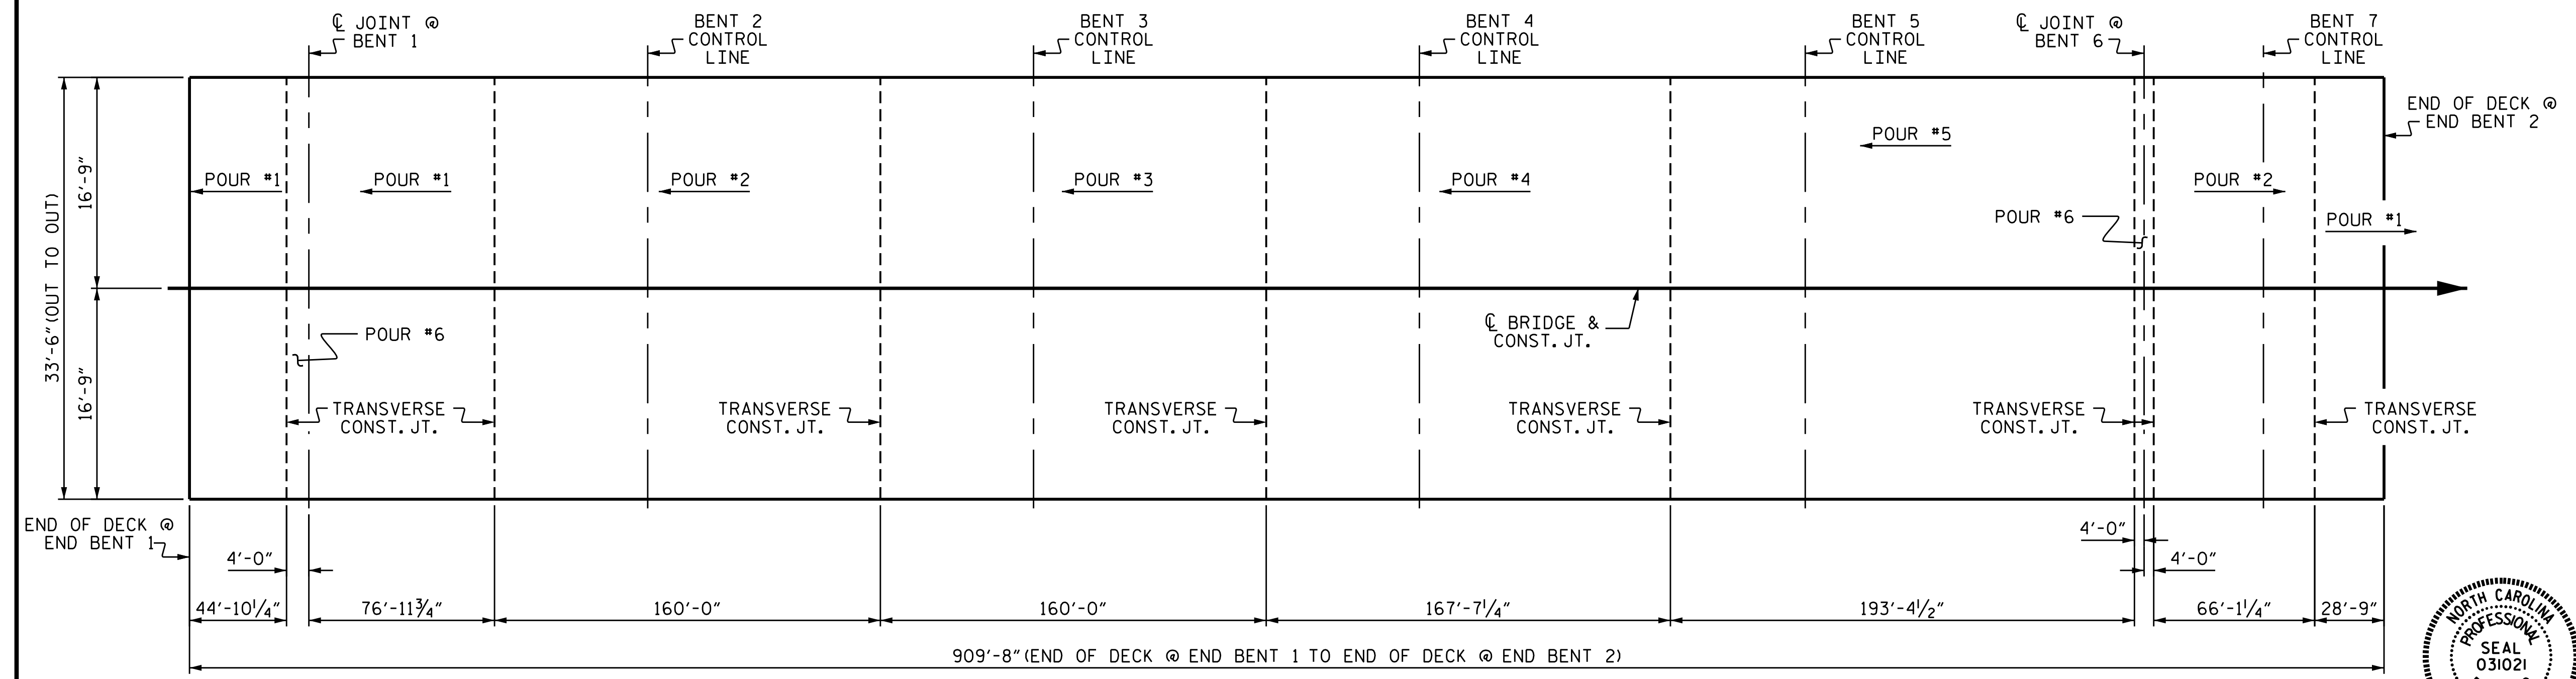 ℄ JOINT @
BENT 1
BENT 2
CONTROL
LINE
BENT 3
CONTROL
LINE
BENT 4
CONTROL
LINE
BENT 5
CONTROL
LINE
℄ JOINT @
BENT 6
BENT 7
CONTROL
LINE
END OF DECK @
END BENT 2
POUR #1
POUR #1
POUR #2
POUR #3
POUR #4
POUR #5
POUR #6
POUR #2
POUR #1
33'-6"(OUT TO OUT)
16'-9"
16'-9"
POUR #6
℄ BRIDGE &
CONST. JT.
TRANSVERSE
CONST. JT.
TRANSVERSE
CONST. JT.
TRANSVERSE
CONST. JT.
TRANSVERSE
CONST. JT.
TRANSVERSE
CONST. JT.
TRANSVERSE
CONST. JT.
END OF DECK @
END BENT 1
4'-0"
4'-0"
4'-0"
44'-10¼"
76'-11¾"
160'-0"
160'-0"
167'-7¼"
193'-4½"
66'-1¼"
28'-9"
909'-8"(END OF DECK @ END BENT 1 TO END OF DECK @ END BENT 2)
NORTH CAROLINA
PROFESSIONAL
SEAL
031021